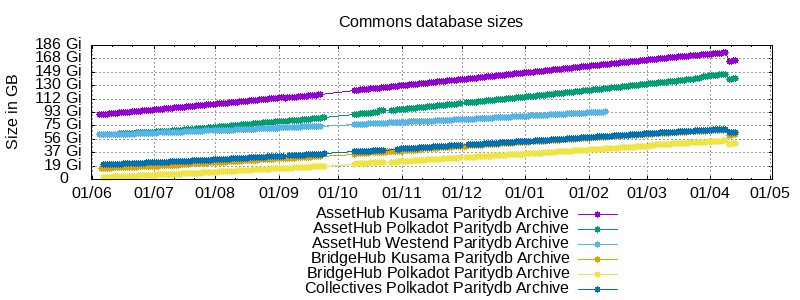 Commons database sizes
Size in GB
186 Gi
168 Gi
149 Gi
130 Gi
112 Gi
93 Gi
75 Gi
56 Gi
37 Gi
19 Gi
0
01/06 01/07 01/08 01/09 01/10 01/11 01/12 01/01 01/02 01/03 01/04 01/05
AssetHub Kusama Paritydb Archive
AssetHub Polkadot Paritydb Archive
AssetHub Westend Paritydb Archive
BridgeHub Kusama Paritydb Archive
BridgeHub Polkadot Paritydb Archive
Collectives Polkadot Paritydb Archive